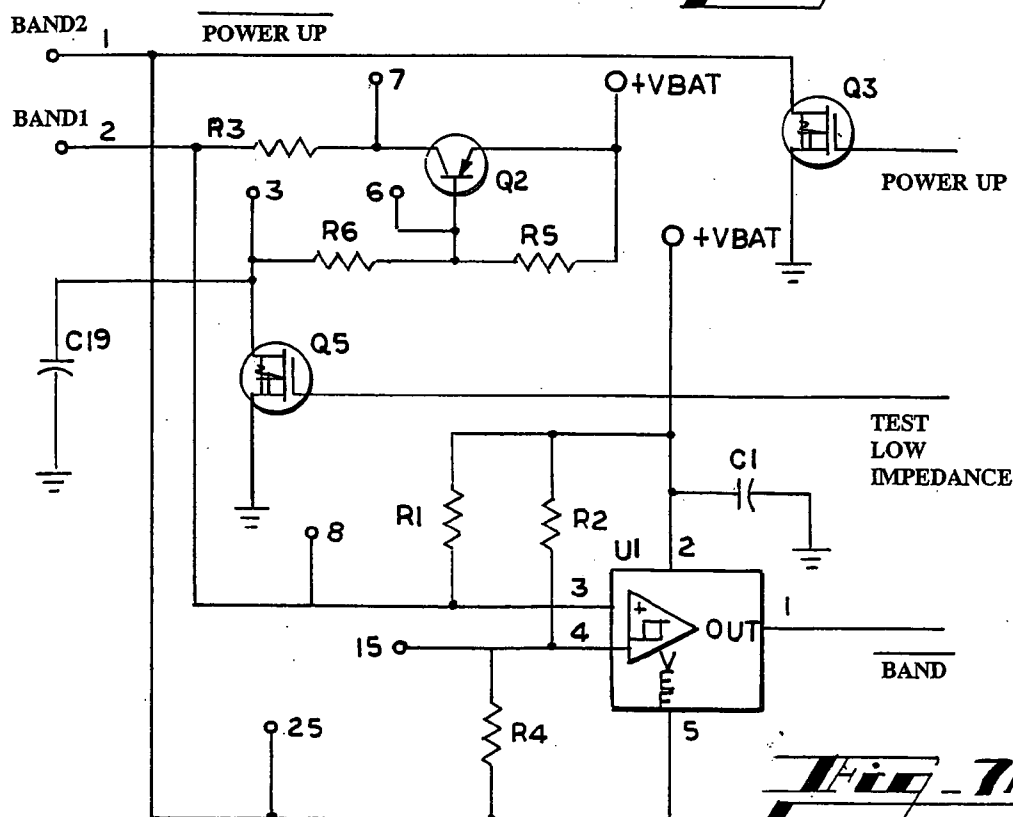 BAND2
1
POWER UP
BAND1
2
R3
7
+VBAT
Q3
Q2
POWER UP
3
6
R6
R5
+VBAT
C19
Q5
TEST
LOW
IMPEDANCE
C1
R1
R2
8
U1
2
3
+
4
OUT
1
15
VEE
BAND
25
R4
5
Fig_7A